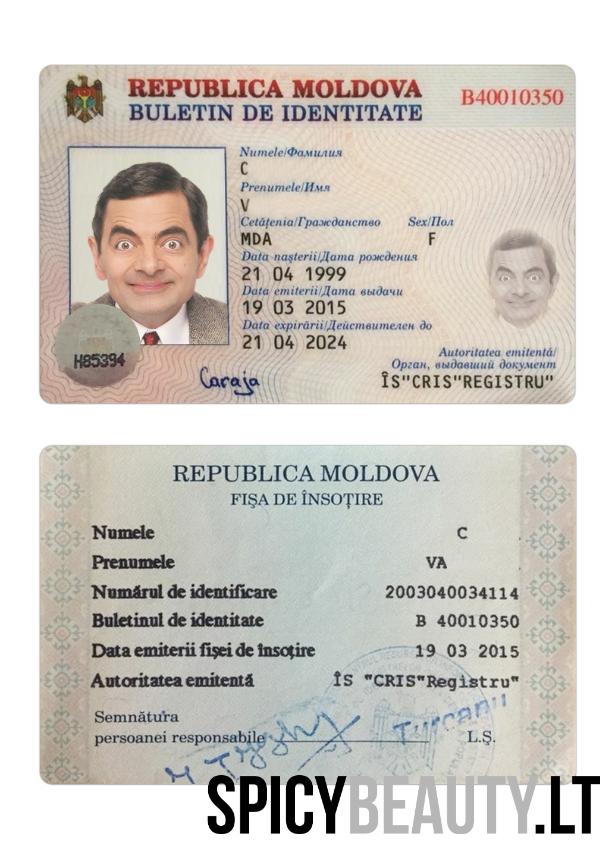 REPUBLICA MOLDOVA
BULETIN DE IDENTITATE
B40010350
Numele/Фамилия
C
Prenumele/Имя
V
Cetăţenia/Гражданство Sex/Пол
MDA F
Data naşterii/Дата рождения
21 04 1999
Data emiterii/Дата выдачи
19 03 2015
Data expirării/Действителен до
21 04 2024
Autoritatea emitentă/
Орган, выдавший документ
ÎS"CRIS"REGISTRU"
H85394
Caraja
REPUBLICA MOLDOVA
FIŞA DE ÎNSOŢIRE
Numele C
Prenumele VA
Numărul de identificare 2003040034114
Buletinul de identitate B 40010350
Data emiterii fişei de însoţire 19 03 2015
Autoritatea emitentă ÎS "CRIS"Registru"
Semnătura
persoanei responsabile Ţurcanu L.Ş.
SPICYBEAUTY.LT